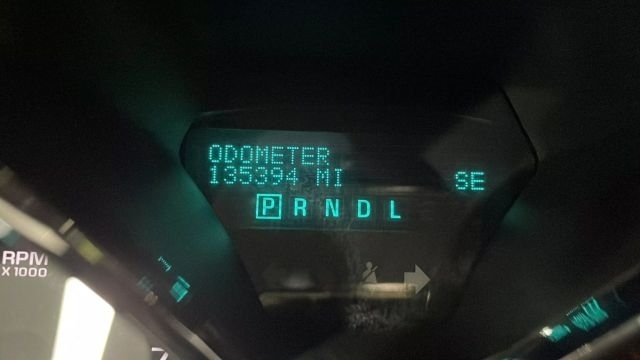 ODOMETER
135394 MI SE
P R N D L
RPM
X 1000